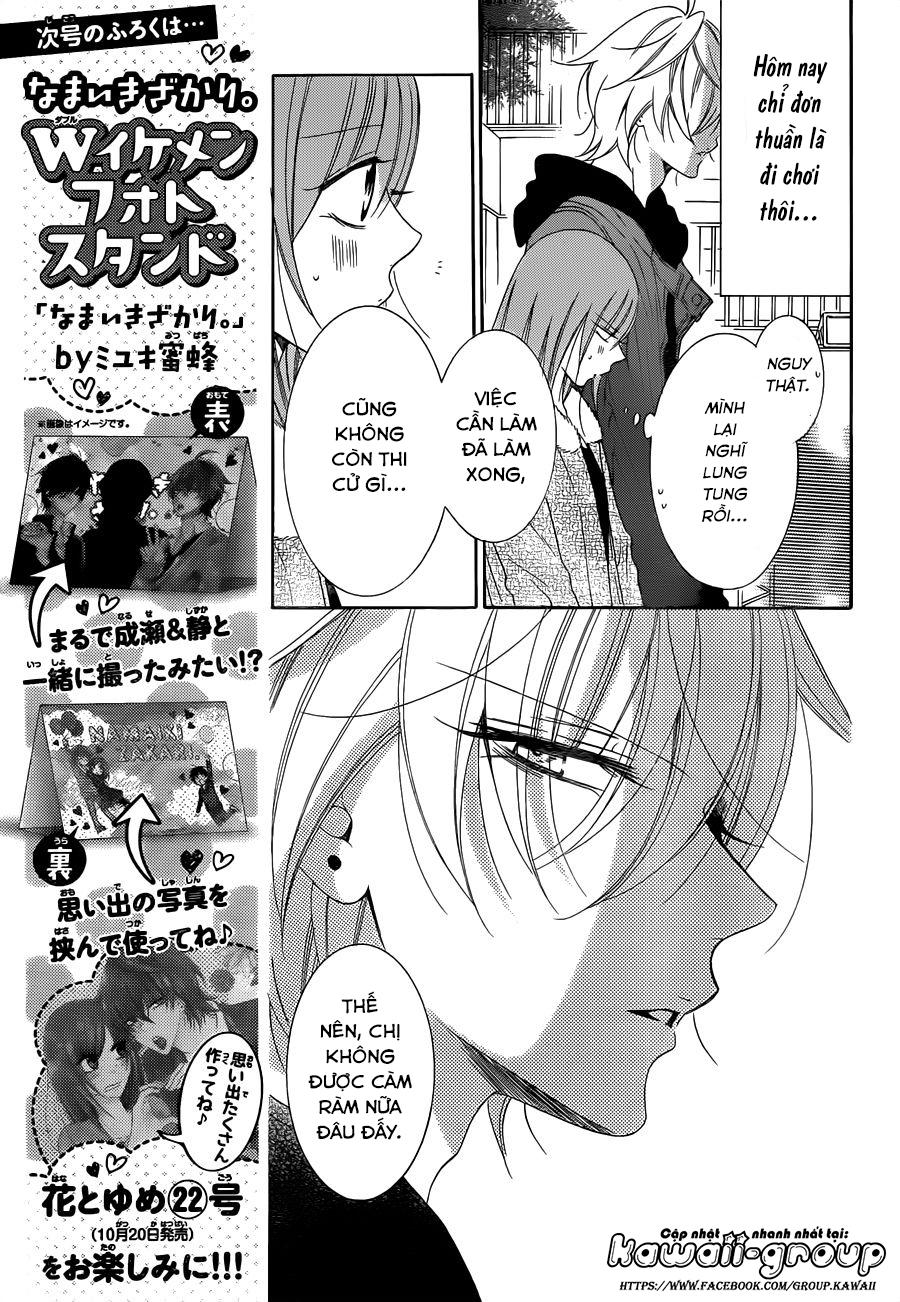 次号のふろくは…
なまいきざかり。
Wイケメン
フォト
スタンド
「なまいきざかり。」
byミユキ蜜蜂
表
※画像はイメージです。
まるで成瀬&静と
一緒に撮ったみたい!?
NAMAIKI
ZAKARI.
裏
思い出の写真を
挟んで使ってね♪
思い出たくさん
作ってね♪
花とゆめ22号
(10月20日発売)
をお楽しみに!!!
Hôm nay
chỉ đơn
thuần là
đi chơi
thôi...
NGUY
THẬT.
MÌNH
LẠI
NGHĨ
LUNG
TUNG
RỒI...
VIỆC
CẦN LÀM
ĐÃ LÀM
XONG,
CŨNG
KHÔNG
CÒN THI
CỬ GÌ...
THẾ
NÊN, CHỊ
KHÔNG
ĐƯỢC CÀM
RÀM NỮA
ĐÂU ĐẤY.
Cập nhật nhanh nhất tại:
kawaii-group
HTTPS://WWW.FACEBOOK.COM/GROUP.KAWAII